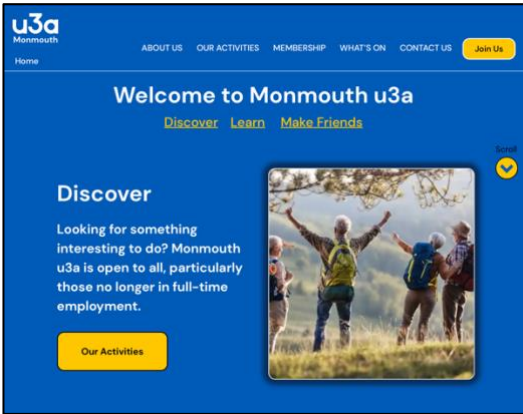 u3a
Monmouth
ABOUT US OUR ACTIVITIES MEMBERSHIP WHAT'S ON CONTACT US Join Us
Home
Welcome to Monmouth u3a
Discover Learn Make Friends
Scroll
Discover
Looking for something
interesting to do? Monmouth
u3a is open to all, particularly
those no longer in full-time
employment.
Our Activities